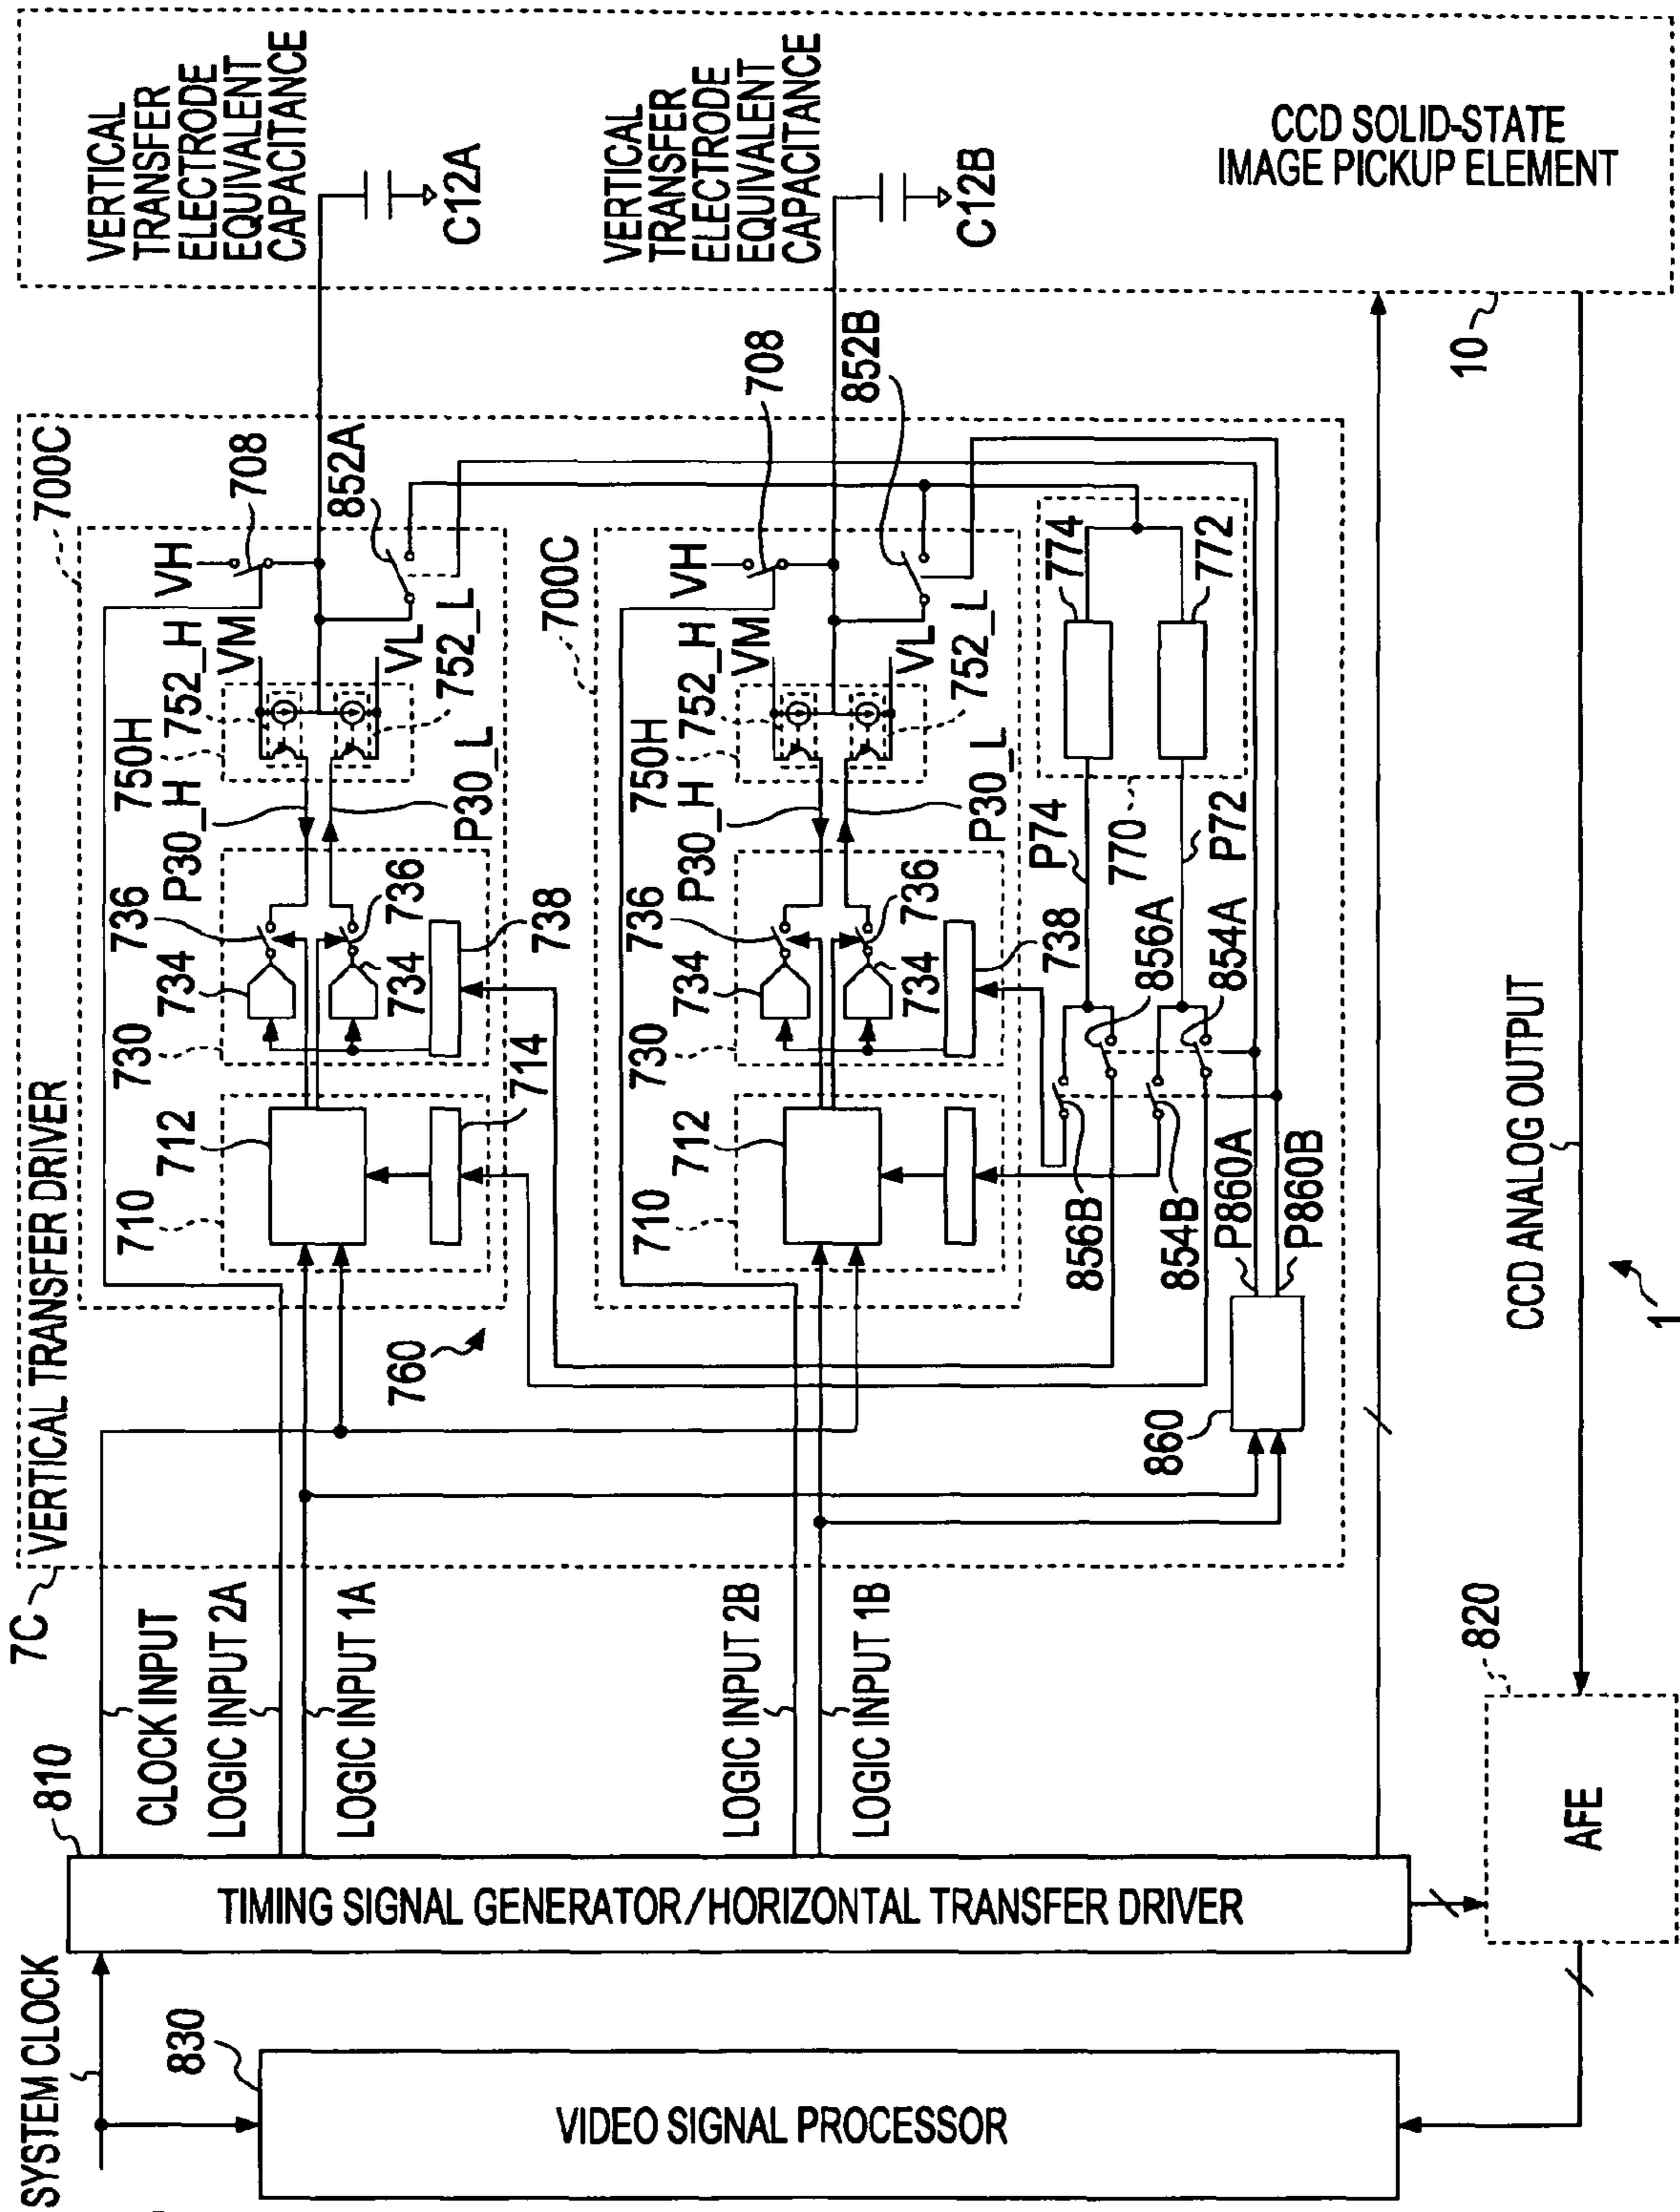 SYSTEM CLOCK
830
VIDEO SIGNAL PROCESSOR
810
TIMING SIGNAL GENERATOR/HORIZONTAL TRANSFER DRIVER
820
AFE
CLOCK INPUT
LOGIC INPUT 2A
LOGIC INPUT 1A
LOGIC INPUT 2B
LOGIC INPUT 1B
7C
VERTICAL TRANSFER DRIVER
700C
710
712
714
730
734
736
734
736
738
P30_H
P30_L
750H
752_H
752_L
VM
VL
VH
708
852A
760
700C
710
712
730
734
736
734
736
738
P30_H
P30_L
750H
752_H
752_L
VM
VL
VH
708
852B
856B
854B
856A
854A
P74
P72
770
774
772
860
P860A
P860B
VERTICAL
TRANSFER
ELECTRODE
EQUIVALENT
CAPACITANCE
C12A
VERTICAL
TRANSFER
ELECTRODE
EQUIVALENT
CAPACITANCE
C12B
CCD SOLID-STATE
IMAGE PICKUP ELEMENT
10
CCD ANALOG OUTPUT
1